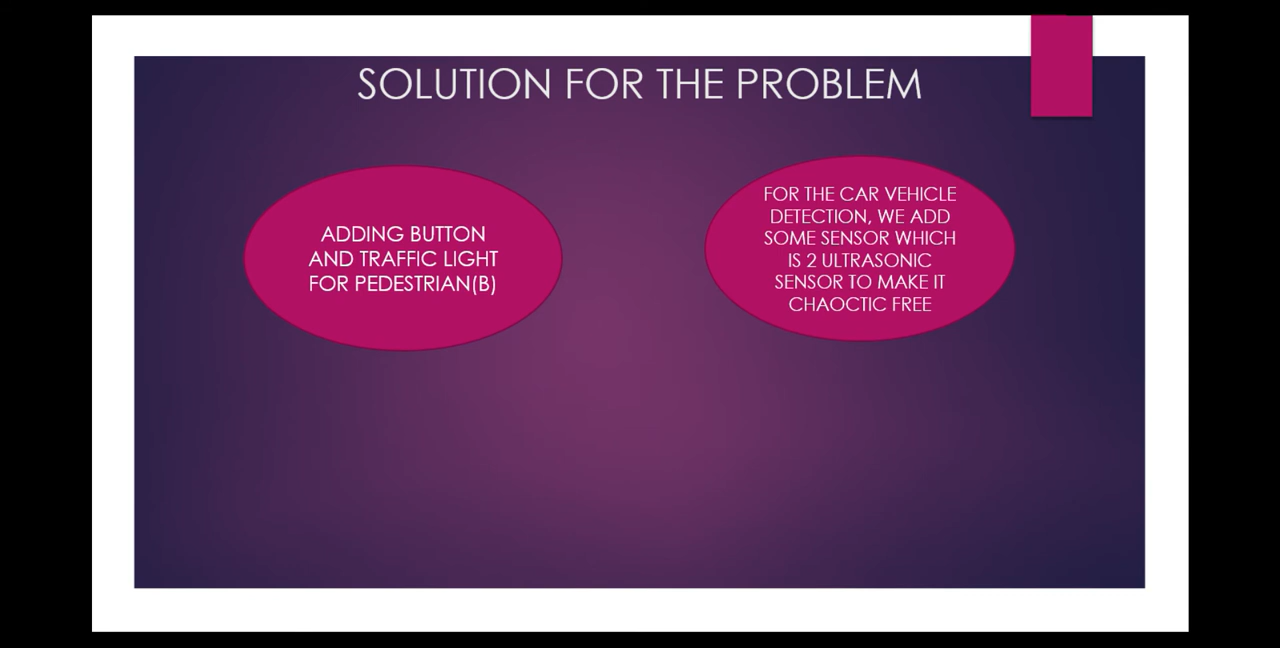 SOLUTION FOR THE PROBLEM
ADDING BUTTON
AND TRAFFIC LIGHT
FOR PEDESTRIAN(B)
FOR THE CAR VEHICLE
DETECTION, WE ADD
SOME SENSOR WHICH
IS 2 ULTRASONIC
SENSOR TO MAKE IT
CHAOCTIC FREE